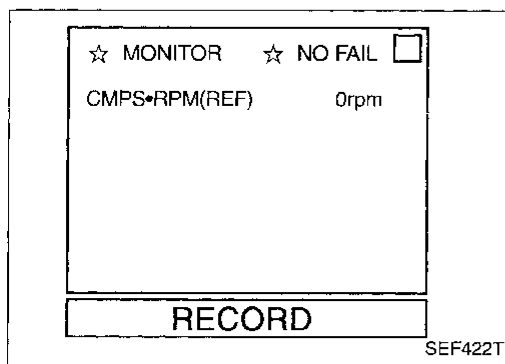 ☆ MONITOR ☆ NO FAIL
CMPS•RPM(REF) 0rpm
RECORD
SEF422T